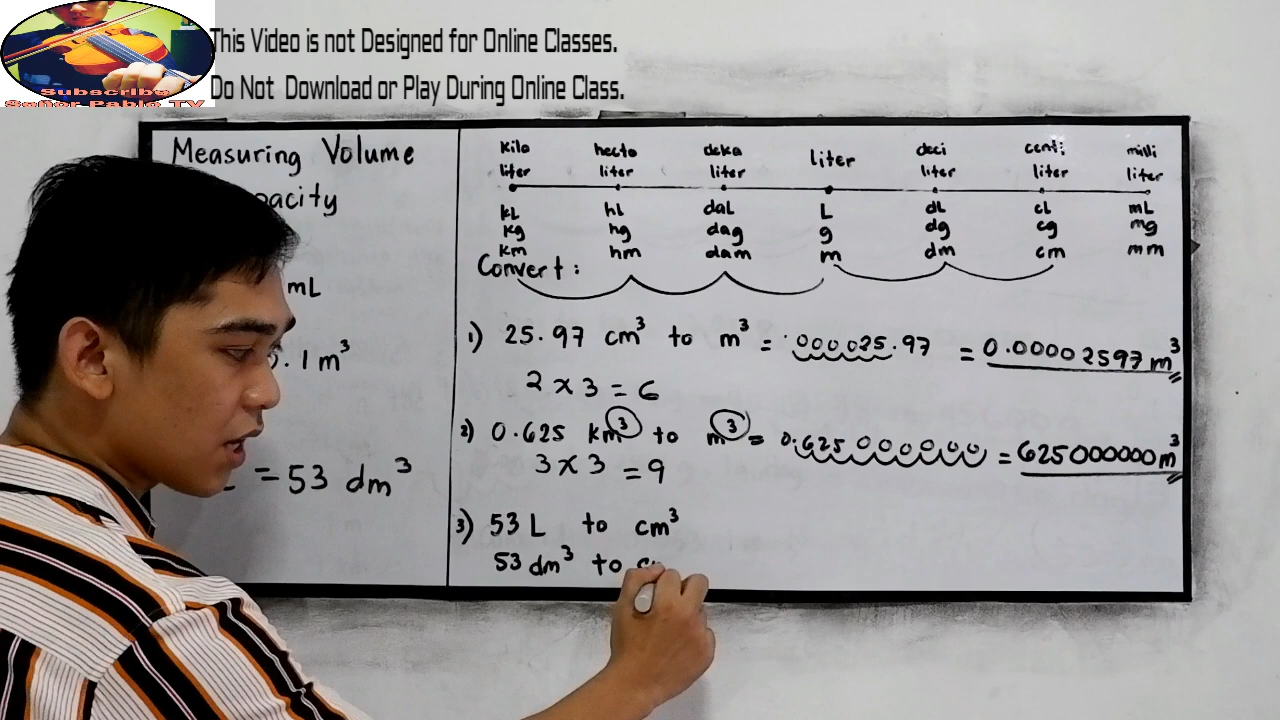 This Video is not Designed for Online Classes.
Do Not Download or Play During Online Class.
Subscribe
Señor Pablo TV
Measuring Volume
mL
.1 m³
= 53 dm³
kilo liter hecto liter deka liter liter deci liter centi liter milli liter
kL hL daL L dL cL mL
kg hg dag g dg cg mg
km hm dam m dm cm mm
Convert:
1) 25.97 cm³ to m³ = .000025.97 = 0.00002597 m³
2 x 3 = 6
2) 0.625 km³ to m³ = 0.625000000 = 625000000 m³
3 x 3 = 9
3) 53 L to cm³
53 dm³ to